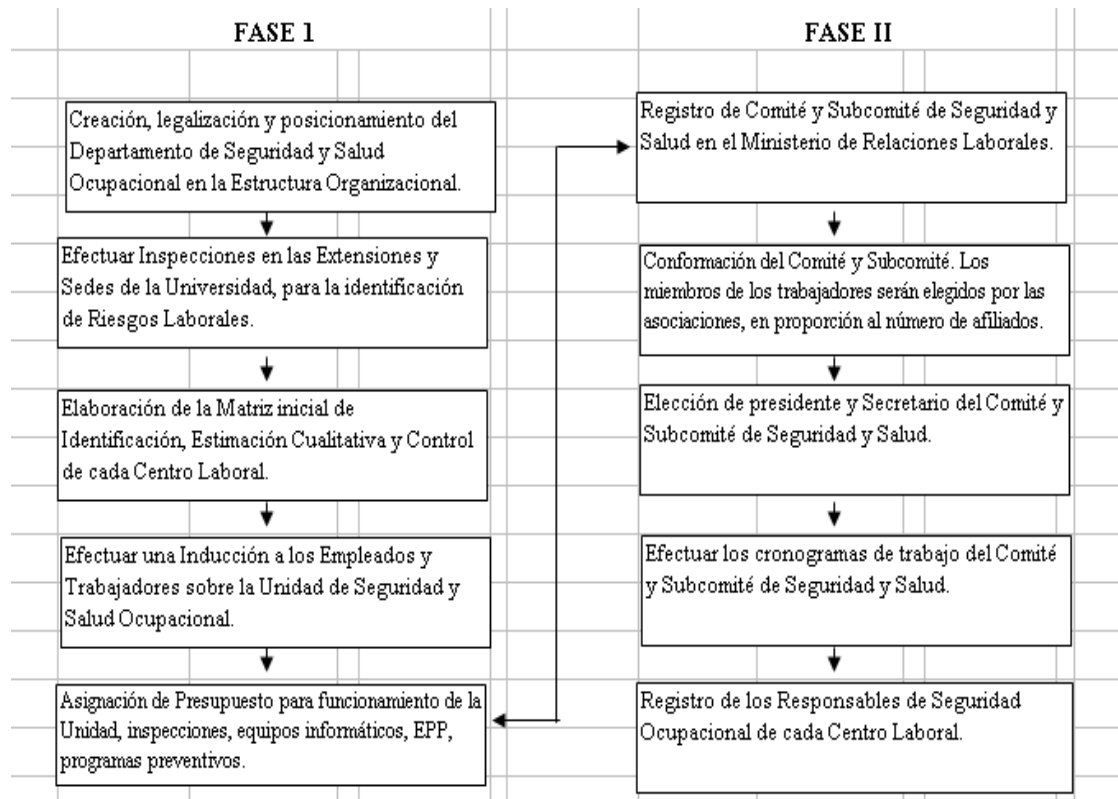 FASE 1
Creación, legalización y posicionamiento del
Departamento de Seguridad y Salud
Ocupacional en la Estructura Organizacional.
Efectuar Inspecciones en las Extensiones y
Sedes de la Universidad, para la identificación
de Riesgos Laborales.
Elaboración de la Matriz inicial de
Identificación, Estimación Cualitativa y Control
de cada Centro Laboral.
Efectuar una Inducción a los Empleados y
Trabajadores sobre la Unidad de Seguridad y
Salud Ocupacional.
Asignación de Presupuesto para funcionamiento de la
Unidad, inspecciones, equipos informáticos, EPP,
programas preventivos.
FASE II
Registro de Comité y Subcomité de Seguridad y
Salud en el Ministerio de Relaciones Laborales.
Conformación del Comité y Subcomité. Los
miembros de los trabajadores serán elegidos por las
asociaciones, en proporción al número de afiliados.
Elección de presidente y Secretario del Comité y
Subcomité de Seguridad y Salud.
Efectuar los cronogramas de trabajo del Comité
y Subcomité de Seguridad y Salud.
Registro de los Responsables de Seguridad
Ocupacional de cada Centro Laboral.